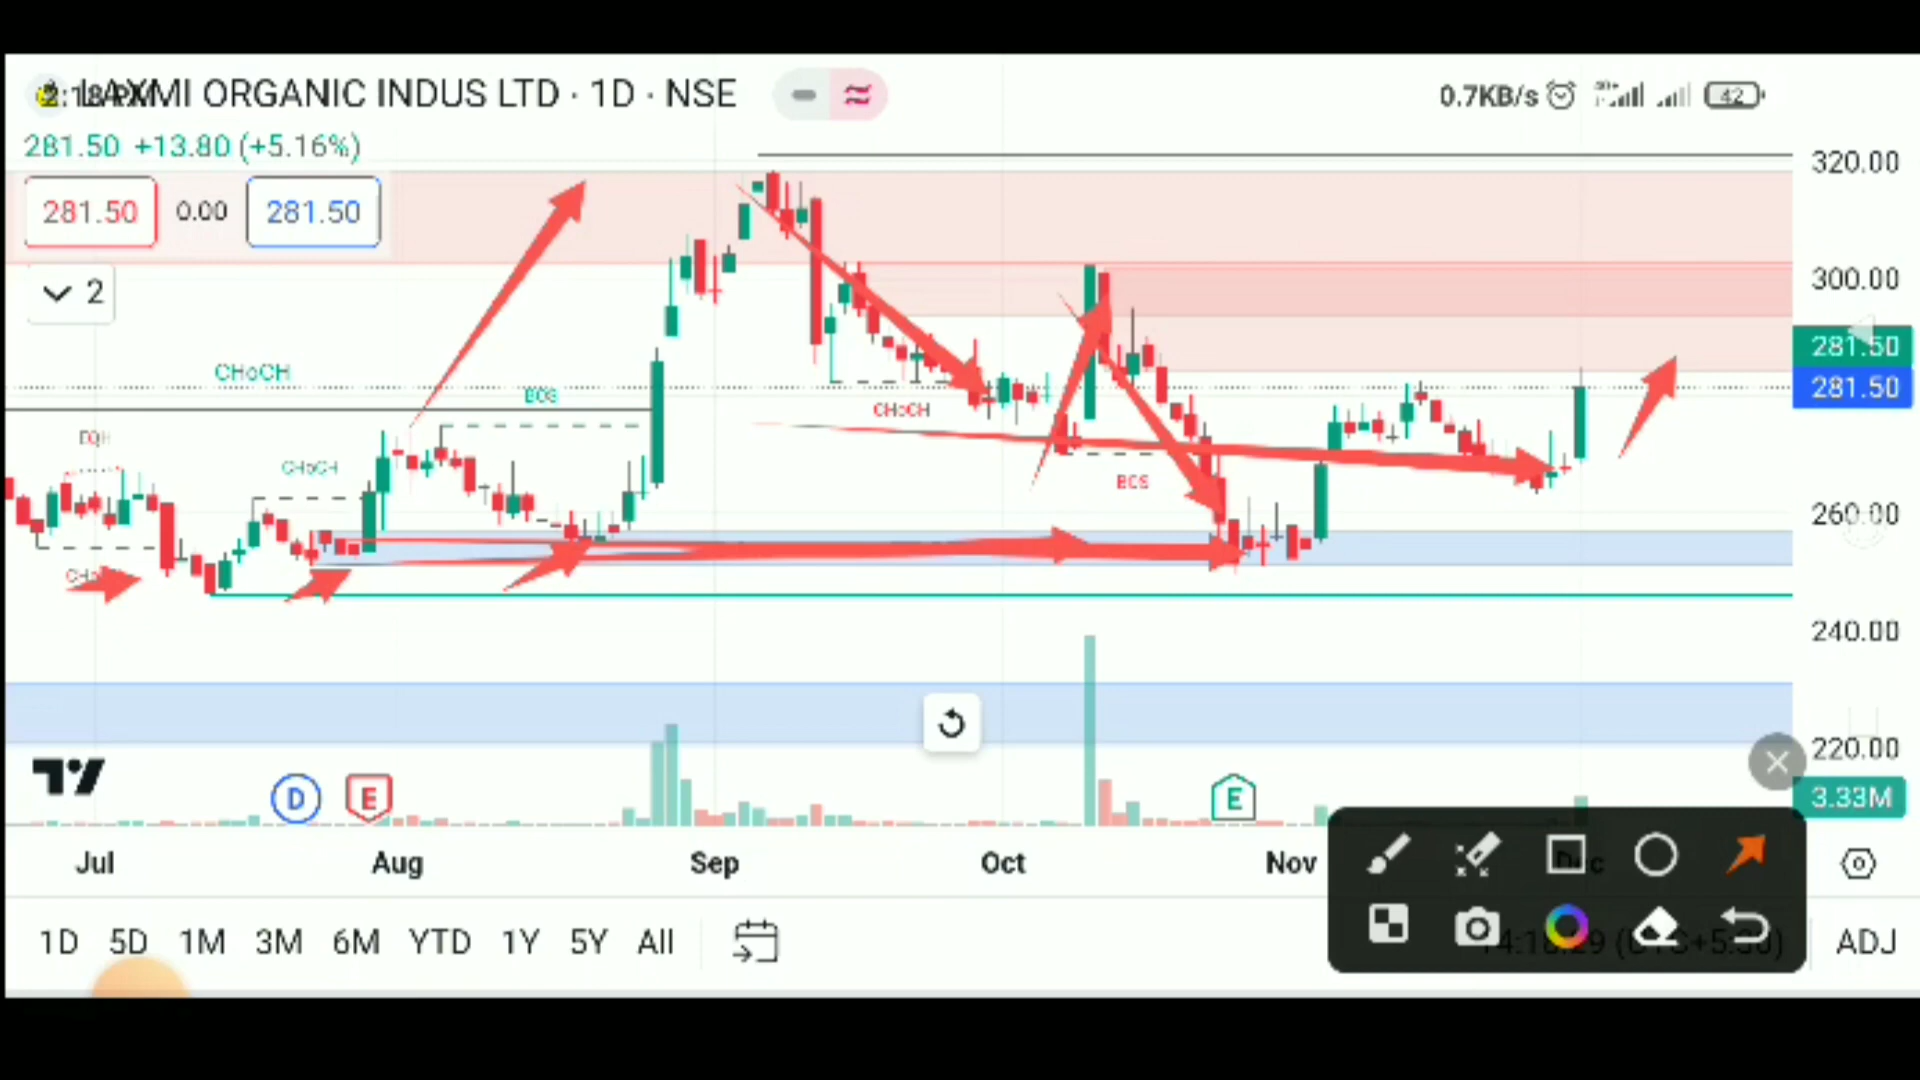 LAXMI ORGANIC INDUS LTD · 1D · NSE
0.7KB/s 42
281.50 +13.80 (+5.16%)
281.50 0.00 281.50
2
320.00
300.00
281.50
281.50
260.00
240.00
220.00
3.33M
CHoCH
BOS
EQH
CHoCH
CHoCH
BOS
D E E
Jul Aug Sep Oct Nov
1D 5D 1M 3M 6M YTD 1Y 5Y All
ADJ